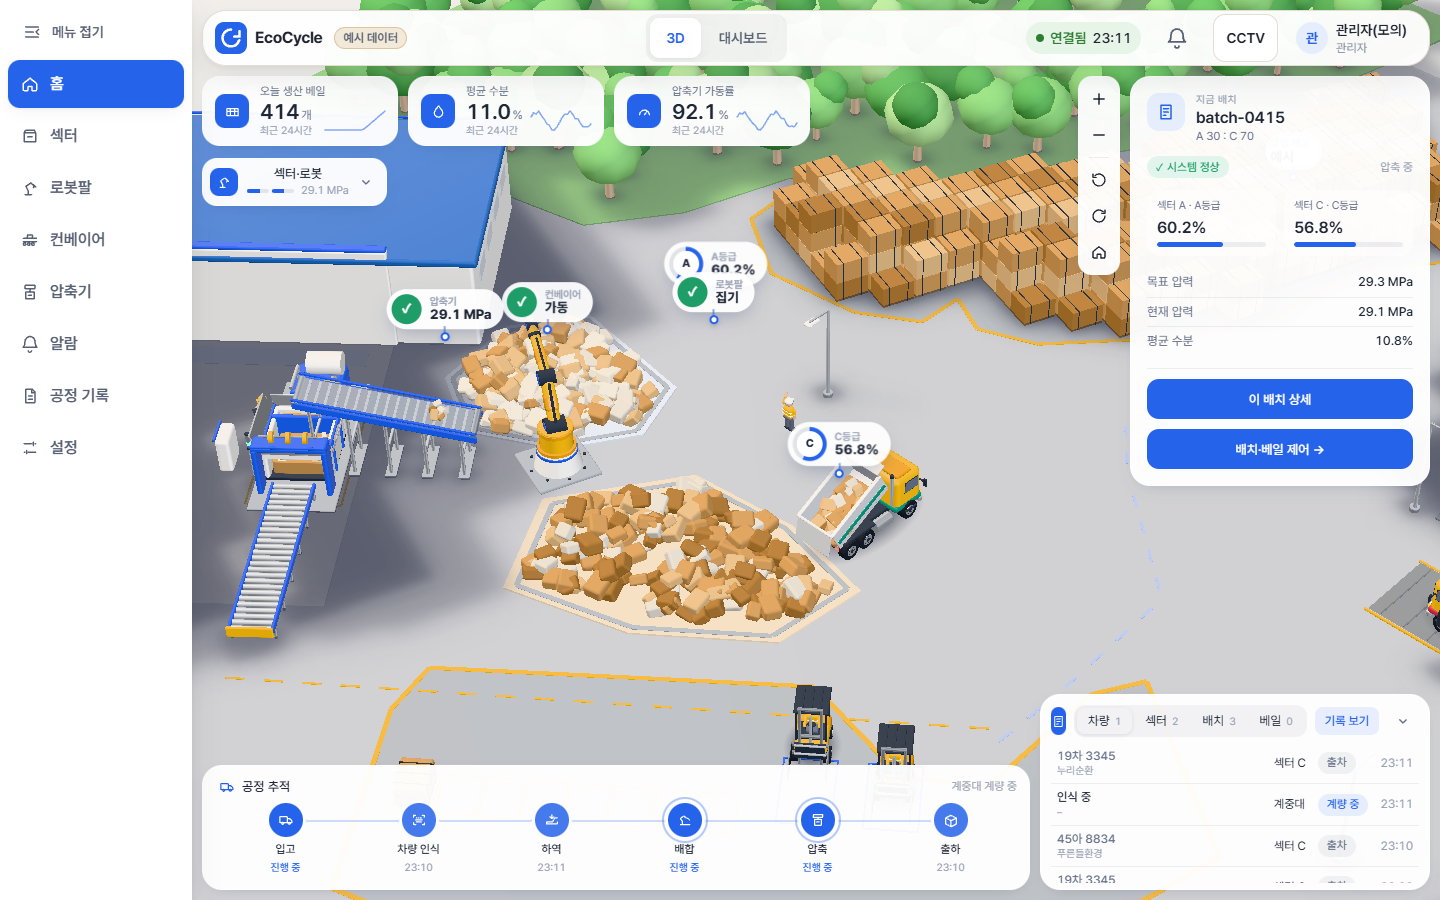 메뉴 접기
홈
섹터
로봇팔
컨베이어
압축기
알람
공정 기록
설정
EcoCycle
예시 데이터
3D
대시보드
연결됨 23:11
CCTV
관
관리자(모의)
관리자
오늘 생산 베일
414개
최근 24시간
평균 수분
11.0%
최근 24시간
압축기 가동률
92.1%
최근 24시간
섹터·로봇
29.1 MPa
지금 배치
batch-0415
A 30 : C 70
예시
✓ 시스템 정상
압축 중
섹터 A · A등급
60.2%
섹터 C · C등급
56.8%
목표 압력
29.3 MPa
현재 압력
29.1 MPa
평균 수분
10.8%
이 배치 상세
배치·베일 제어 →
A
A등급
60.2%
로봇팔
집기
압축기
29.1 MPa
컨베이어
가동
C
C등급
56.8%
공정 추적
계중대 계량 중
입고
진행 중
차량 인식
23:10
하역
23:11
배합
진행 중
압축
진행 중
출하
23:10
차량 1
섹터 2
배치 3
베일 0
기록 보기
19차 3345
누리순환
섹터 C
출차
23:11
인식 중
–
계중대
계량 중
23:11
45아 8834
푸른들환경
섹터 C
출차
23:10
19차 3345